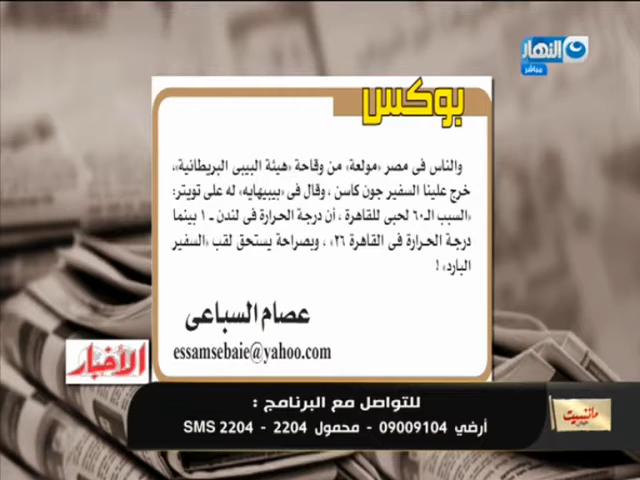 النهار
مباشر
بوكس
والناس فى مصر «مولعة» من وقاحة «هيئة البيبى البريطانية»،
خرج علينا السفير جون كاسن ، وقال فى «بيبيهايه» له على تويتر:
«السبب الـ٦٠ لحبى للقاهرة ، أن درجة الحرارة فى لندن ـ ١ بينما
درجة الحرارة فى القاهرة ٢٦» ، وبصراحة يستحق لقب «السفير
البارد» !
عصام السباعى
essamsebaie@yahoo.com
الأخبار
للتواصل مع البرنامج :
أرضي 09009104 - محمول 2204 - SMS 2204
مانشيت